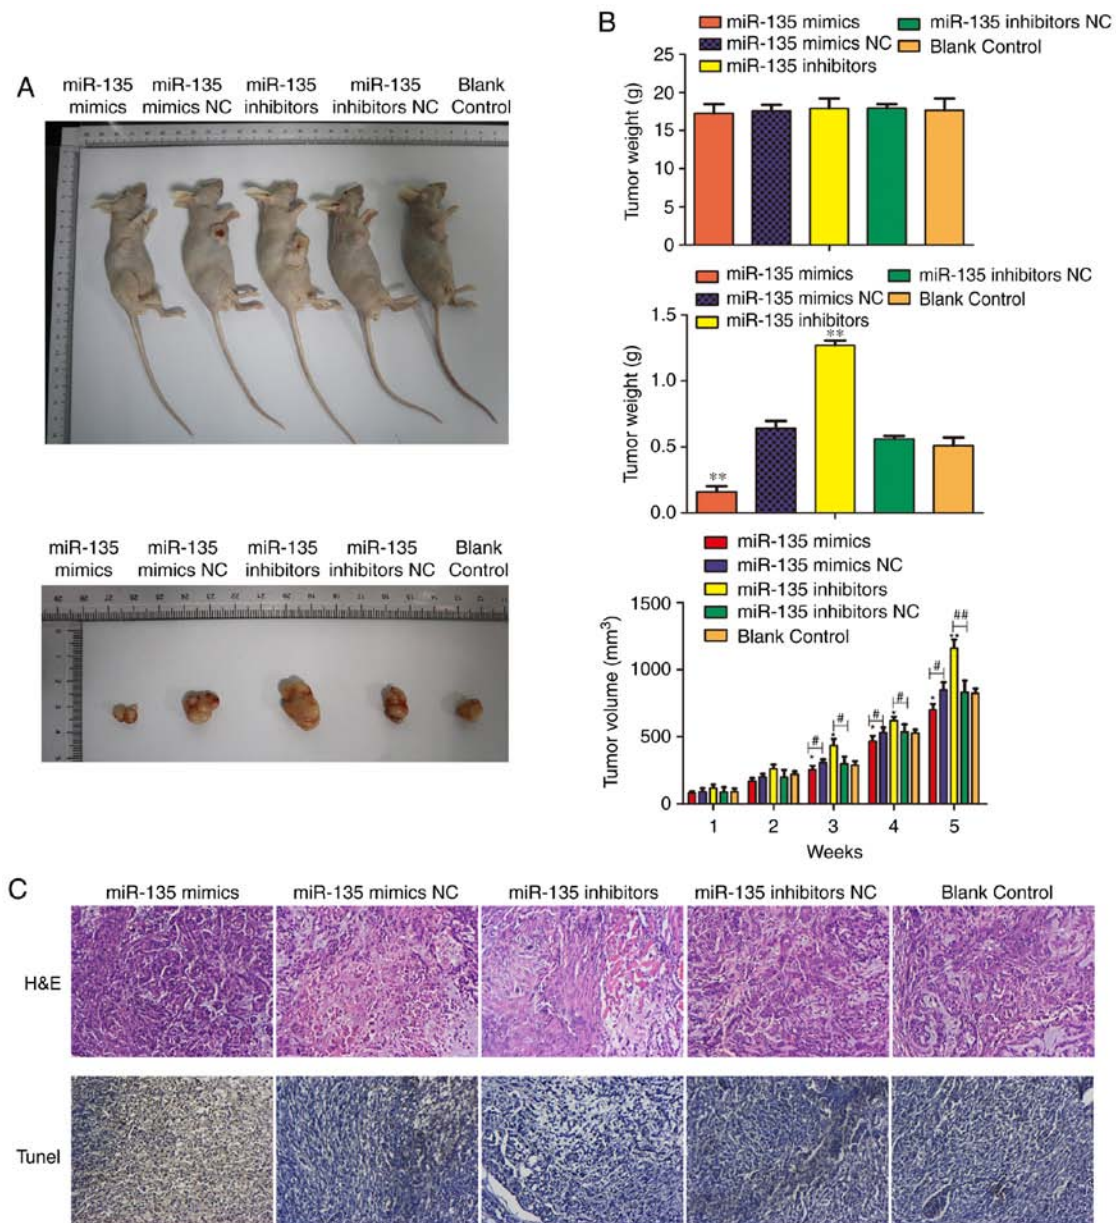 A
miR-135 mimics
miR-135 mimics NC
miR-135 inhibitors
miR-135 inhibitors NC
Blank Control
miR-135 mimics
miR-135 mimics NC
miR-135 inhibitors
miR-135 inhibitors NC
Blank Control
B
miR-135 mimics
miR-135 mimics NC
miR-135 inhibitors
miR-135 inhibitors NC
Blank Control
Tumor weight (g)
25
20
15
10
5
0
miR-135 mimics
miR-135 mimics NC
miR-135 inhibitors
miR-135 inhibitors NC
Blank Control
Tumor weight (g)
1.5
1.0
0.5
0.0
**
**
miR-135 mimics
miR-135 mimics NC
miR-135 inhibitors
miR-135 inhibitors NC
Blank Control
Tumor volume (mm³)
1500
1000
500
0
* # * #
* # * #
* # ** ##
1 2 3 4 5
Weeks
C
miR-135 mimics miR-135 mimics NC miR-135 inhibitors miR-135 inhibitors NC Blank Control
H&E
Tunel